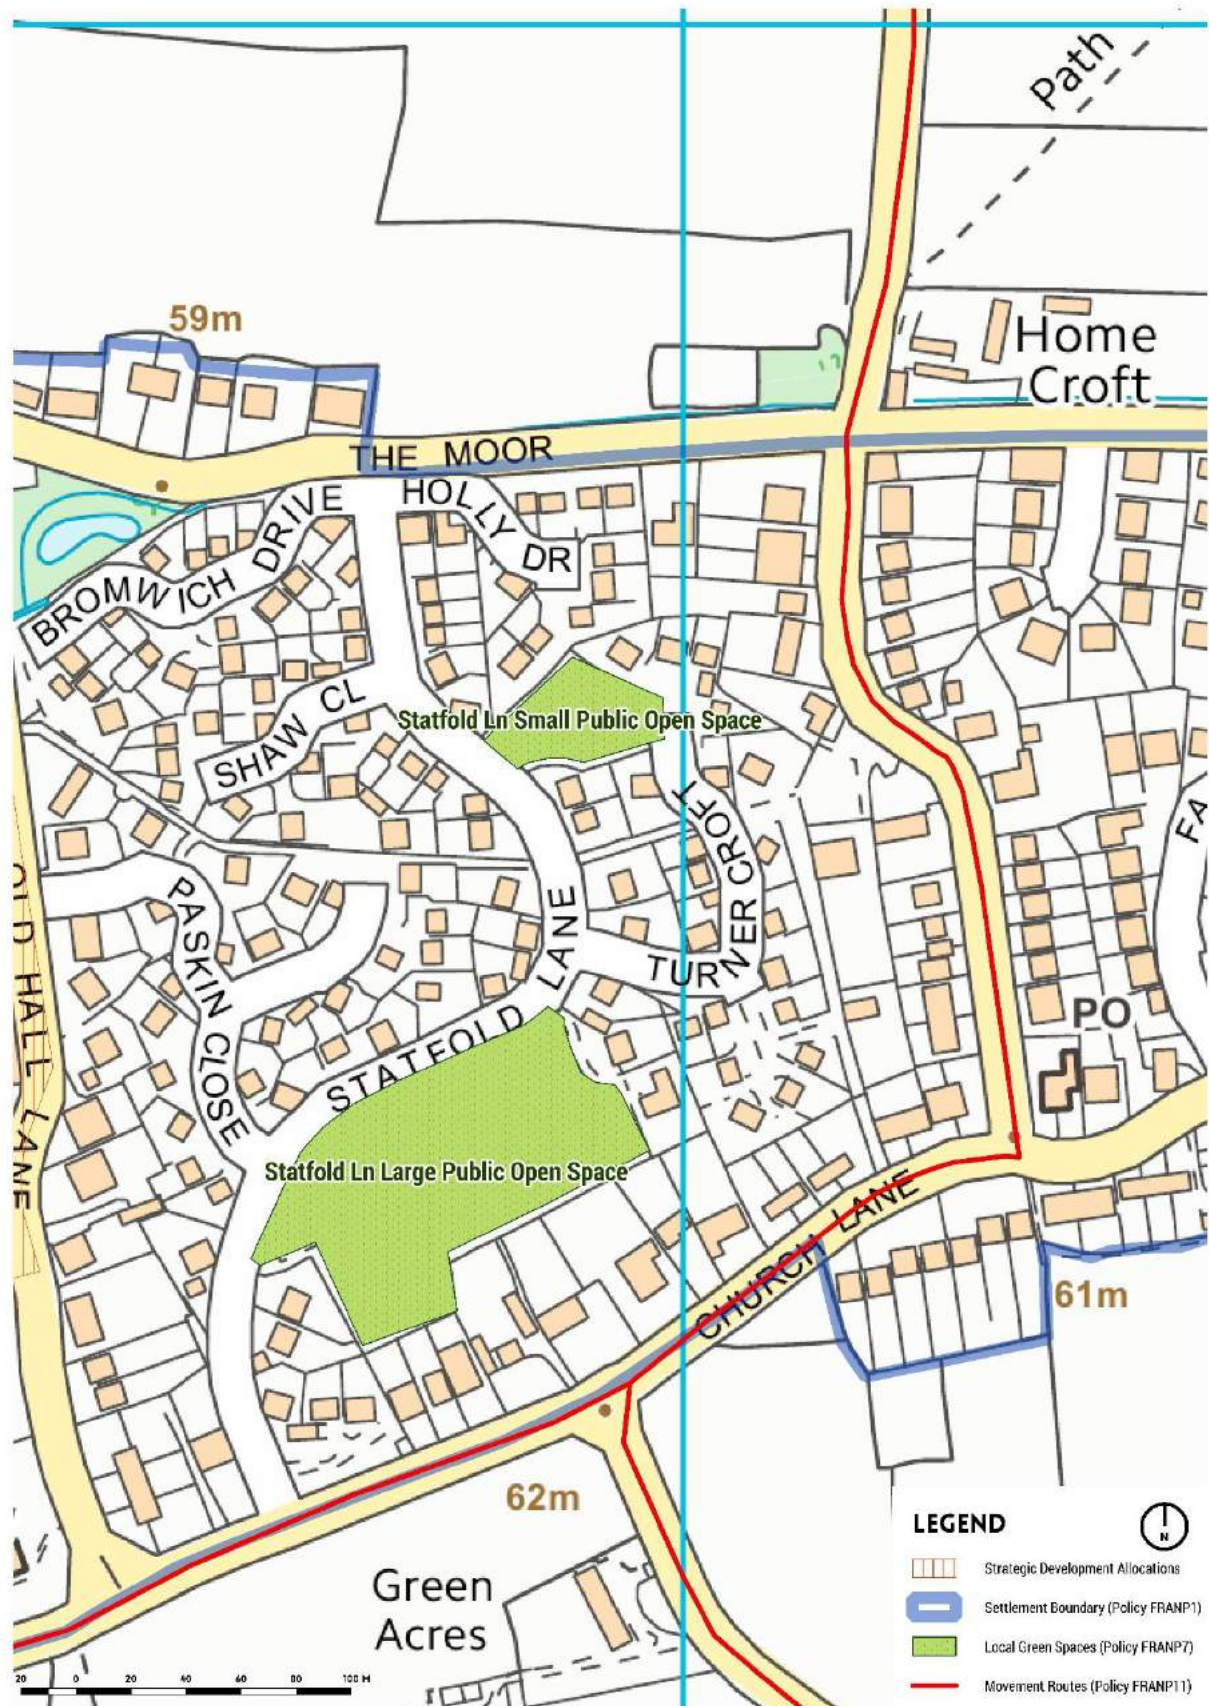 Path
59m
Home
Croft
THE MOOR
HOLLY DR
BROMWICH DRIVE
SHAW CL
Statfold Ln Small Public Open Space
TURNER CROFT
FA
PASKIN CLOSE
OLD HALL LANE
STATFOLD LANE
PO
Statfold Ln Large Public Open Space
CHURCH LANE
61m
62m
Green
Acres
LEGEND
N
Strategic Development Allocations
Settlement Boundary (Policy FRANP1)
Local Green Spaces (Policy FRANP7)
Movement Routes (Policy FRANP11)
20 0 20 40 60 80 100 M